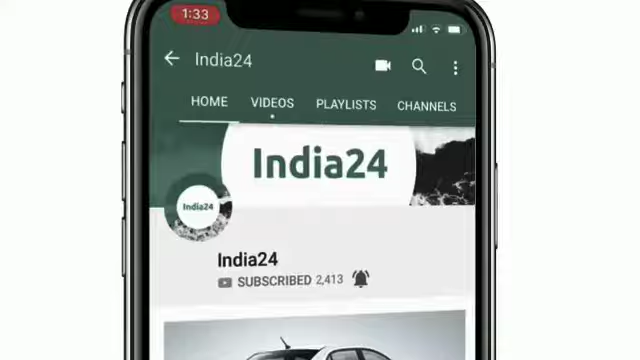 1:33
India24
HOME VIDEOS PLAYLISTS CHANNELS
India24
India24
India24
SUBSCRIBED 2,413